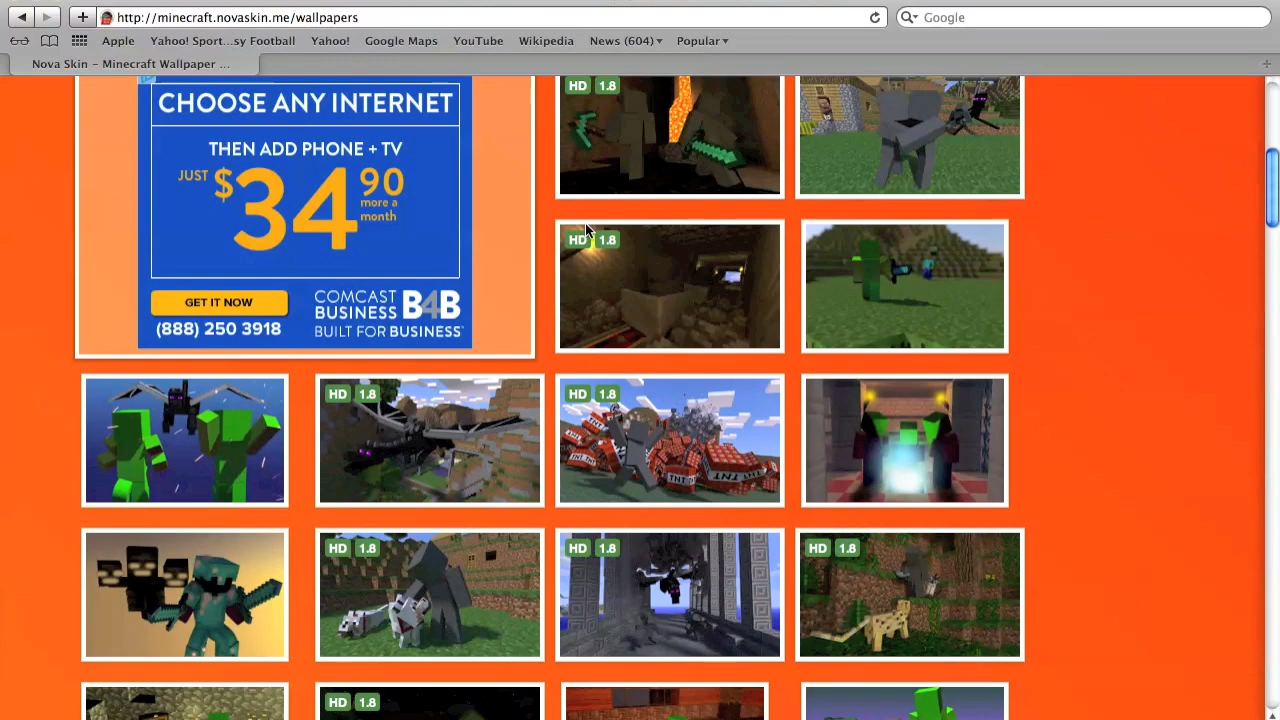 http://minecraft.novaskin.me/wallpapers
Google
Apple
Yahoo! Sport...sy Football
Yahoo!
Google Maps
YouTube
Wikipedia
News (604)
Popular
Nova Skin - Minecraft Wallpaper ...
CHOOSE ANY INTERNET
THEN ADD PHONE + TV
JUST $34 90
more a
month
GET IT NOW
(888) 250 3918
COMCAST
BUSINESS
B4B
BUILT FOR BUSINESS
HD 1.8
HD 1.8
HD 1.8
HD 1.8
TNT
TNT
TNT
HD 1.8
HD 1.8
HD 1.8
HD 1.8